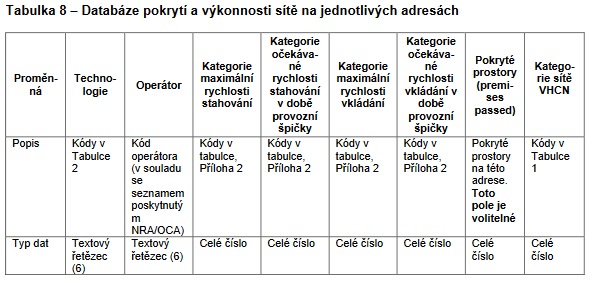 Tabulka 8 – Databáze pokrytí a výkonnosti sítě na jednotlivých adresách
Proměn-
ná
Techno-
logie
Operátor
Kategorie
maximální
rychlosti
stahování
Kategorie
očekáva-
né
rychlosti
stahování
v době
provozní
špičky
Kategorie
maximální
rychlosti
vkládání
Kategorie
očekáva-
né
rychlosti
vkládání v
době
provozní
špičky
Pokryté
prostory
(premi-
ses
passed)
Katego-
rie sítě
VHCN
Popis
Kódy v
Tabulce
2
Kód
operátora
(v souladu
se
seznamem
poskytnutý
m
NRA/OCA)
Kódy v
tabulce,
Příloha 2
Kódy v
tabulce,
Příloha 2
Kódy v
tabulce,
Příloha 2
Kódy v
tabulce,
Příloha 2
Pokryté
prostory
na této
adrese.
Toto
pole je
volitelné
Kódy v
Tabulce
1
Typ dat
Textový
řetězec
(6)
Textový
řetězec (6)
Celé číslo
Celé číslo
Celé číslo
Celé číslo
Celé
číslo
Celé
číslo